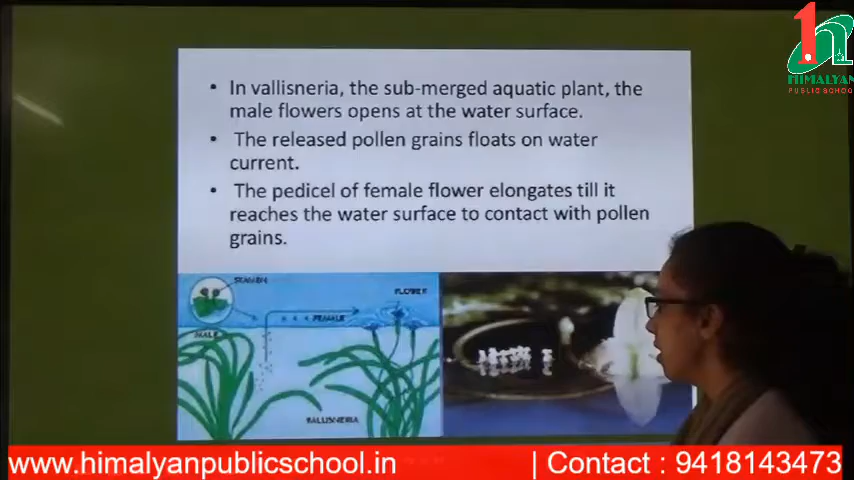 HIMALYAN
PUBLIC SCHOO
• In vallisneria, the sub-merged aquatic plant, the
male flowers opens at the water surface.
• The released pollen grains floats on water
current.
• The pedicel of female flower elongates till it
reaches the water surface to contact with pollen
grains.
STAMEN
FLOWER
FEMALE
MALE
VALLISNERIA
www.himalyanpublicschool.in | Contact : 9418143473